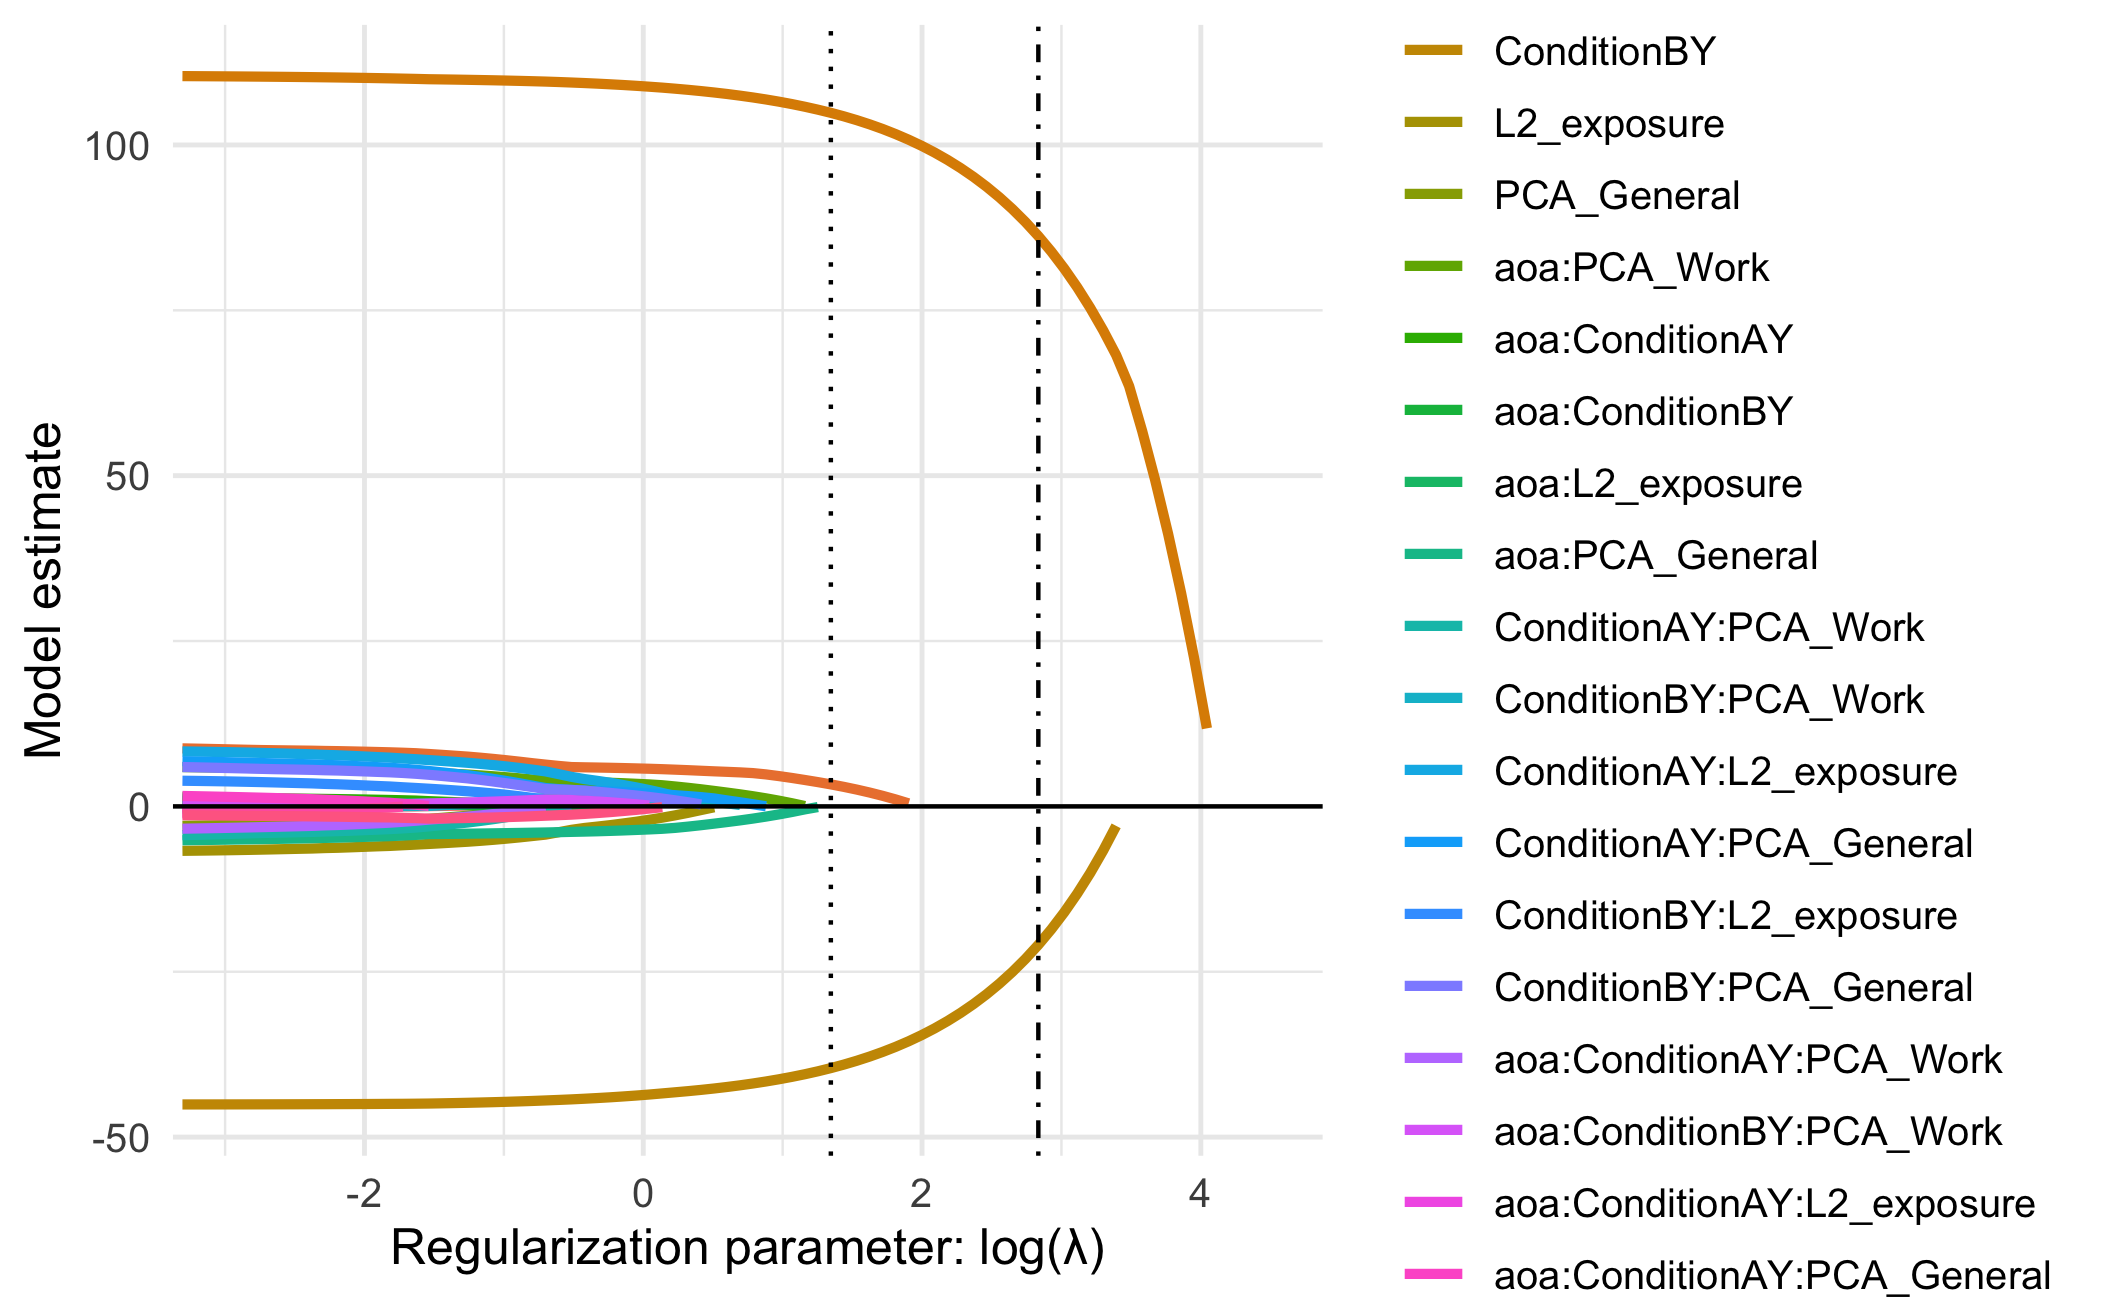 100
50
0
-50
Model estimate
-2
0
2
4
Regularization parameter: log(λ)
ConditionBY
L2_exposure
PCA_General
aoa:PCA_Work
aoa:ConditionAY
aoa:ConditionBY
aoa:L2_exposure
aoa:PCA_General
ConditionAY:PCA_Work
ConditionBY:PCA_Work
ConditionAY:L2_exposure
ConditionAY:PCA_General
ConditionBY:L2_exposure
ConditionBY:PCA_General
aoa:ConditionAY:PCA_Work
aoa:ConditionBY:PCA_Work
aoa:ConditionAY:L2_exposure
aoa:ConditionAY:PCA_General